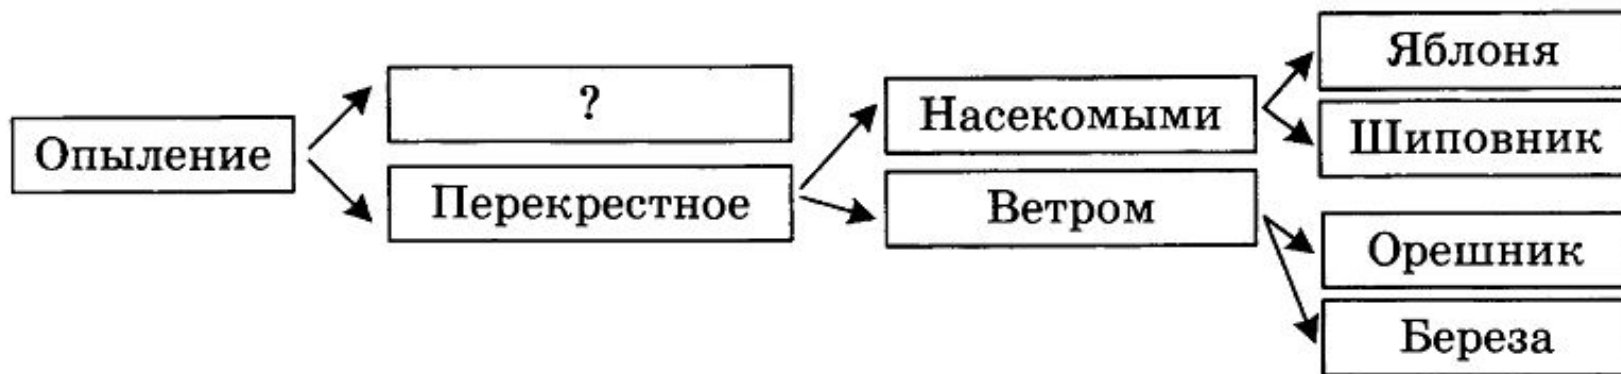 Опыление
?
Перекрестное
Насекомыми
Ветром
Яблоня
Шиповник
Орешник
Береза